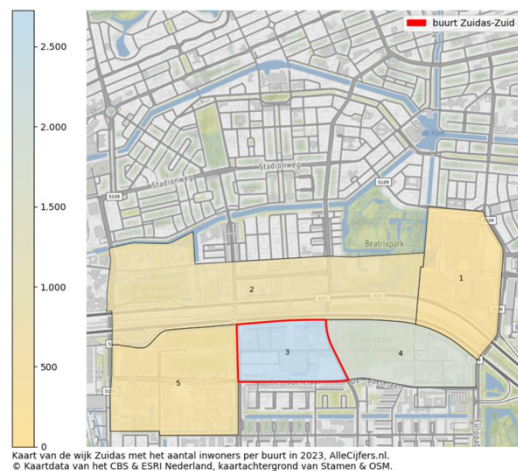 buurt Zuidas-Zuid
2.500
2.000
1.500
1.000
500
0
de Aiel
Stadionweg
S108
Stadionweg
S109
Beatrixpark
1
2
3
4
5
Kaart van de wijk Zuidas met het aantal inwoners per buurt in 2023, AlleCijfers.nl.
© Kaartdata van het CBS & ESRI Nederland, kaartachtergrond van Stamen & OSM.